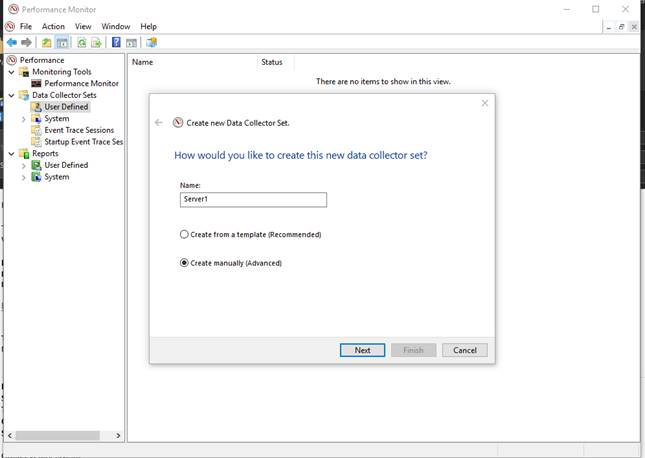 Performance Monitor
File Action View Window Help
Performance
Monitoring Tools
Performance Monitor
Data Collector Sets
User Defined
System
Event Trace Sessions
Startup Event Trace Ses
Reports
User Defined
System
Name Status
There are no items to show in this view.
Create new Data Collector Set.
How would you like to create this new data collector set?
Name:
Server1
Create from a template (Recommended)
Create manually (Advanced)
Next Finish Cancel